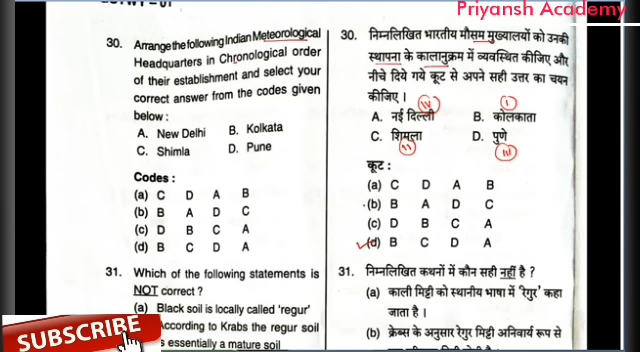 Priyansh Academy
30. Arrange the following Indian Meteorological
Headquarters in Chronological order
of their establishment and select your
correct answer from the codes given
below :
A. New Delhi B. Kolkata
C. Shimla D. Pune
Codes :
(a) C D A B
(b) B A D C
(c) D B C A
(d) B C D A
31. Which of the following statements is
NOT correct ?
(a) Black soil is locally called 'regur'
According to Krabs the regur soil
s essentially a mature soil
30. निम्नलिखित भारतीय मौसम मुख्यालयों को उनकी
स्थापना के कालानुक्रम में व्यवस्थित कीजिए और
नीचे दिये गये कूट से अपने सही उत्तर का चयन
कीजिए ।
IV I
A. नई दिल्ली B. कोलकाता
C. शिमला D. पुणे
II III
कूट :
(a) C D A B
(b) B A D C
(c) D B C A
(d) B C D A
31. निम्नलिखित कथनों में कौन सही नहीं है ?
(a) काली मिट्टी को स्थानीय भाषा में 'रेगुर' कहा
जाता है ।
(b) क्रेब्स के अनुसार रेगुर मिट्टी अनिवार्य रूप से
SUBSCRIBE